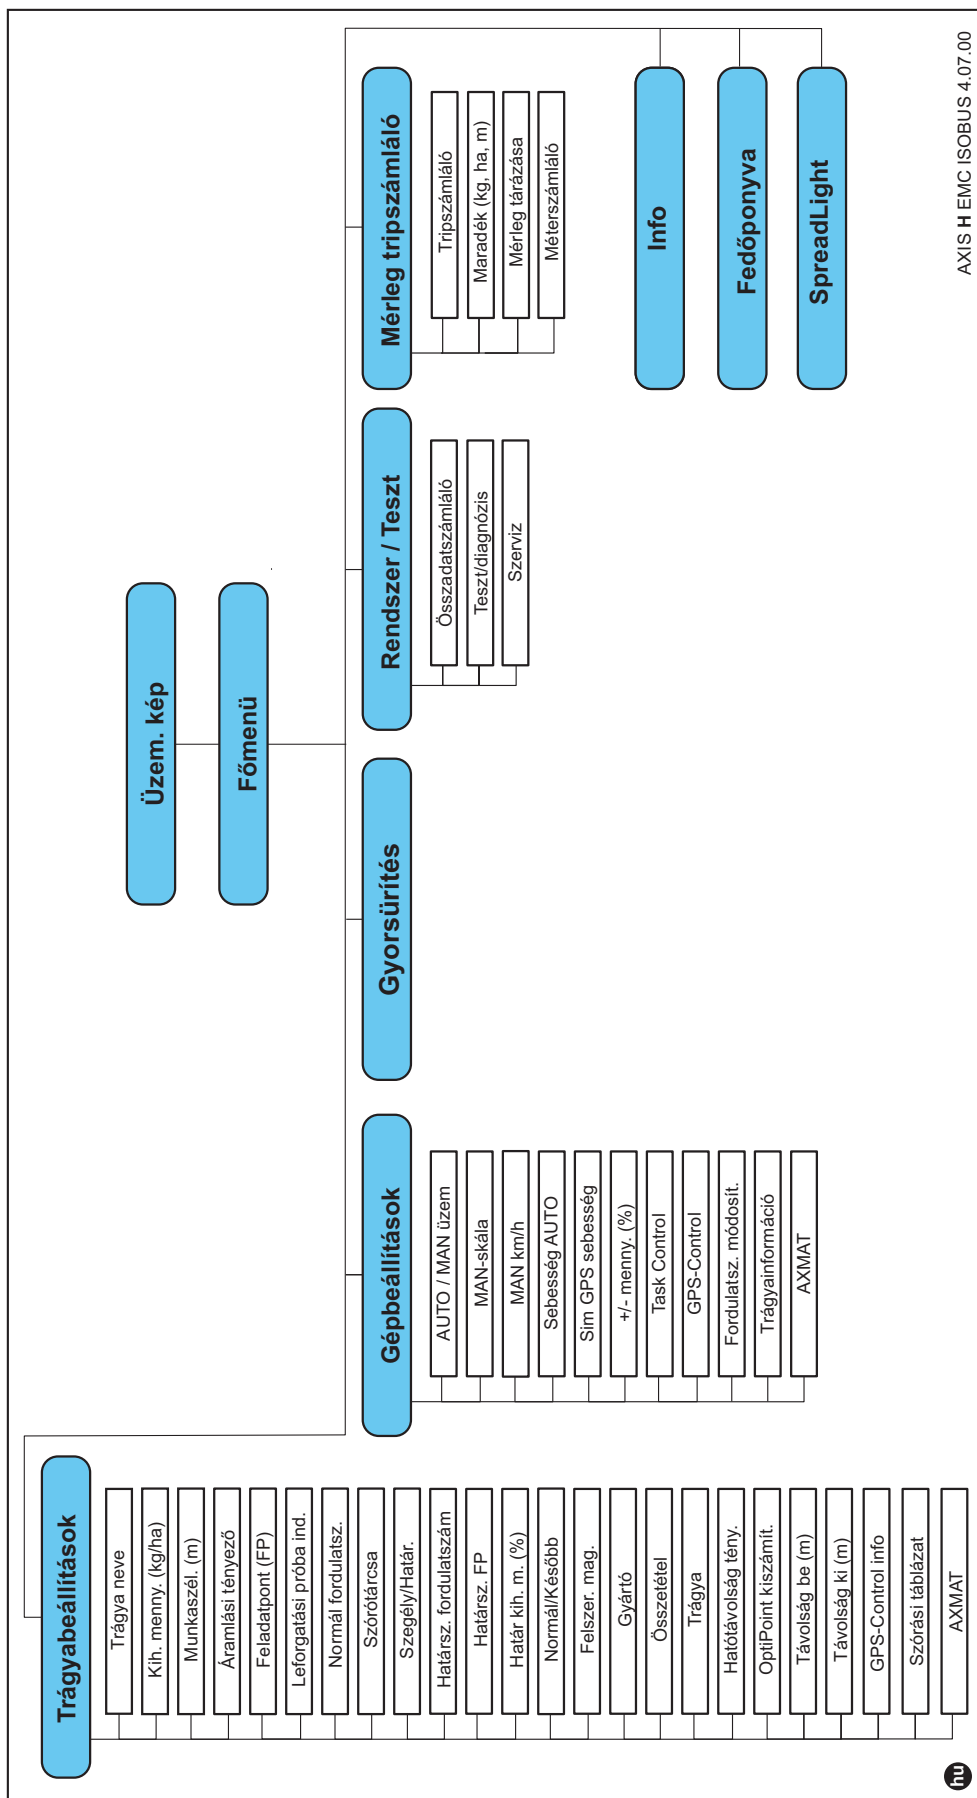 Üzem. kép
Főmenü
Trágyabeállítások
Trágya neve
Kih. menny. (kg/ha)
Munkaszél. (m)
Áramlási tényező
Feladatpont (FP)
Leforgatási próba ind.
Normál fordulatsz.
Szórótárcsa
Szegély/Határ.
Határsz. fordulatszám
Határsz. FP
Határ kih. m. (%)
Normál/Később
Felszer. mag.
Gyártó
Összetétel
Trágya
Hatótávolság tény.
OptiPoint kiszámít.
Távolság be (m)
Távolság ki (m)
GPS-Control info
Szórási táblázat
AXMAT
Gépbeállítások
AUTO / MAN üzem
MAN-skála
MAN km/h
Sebesség AUTO
Sim GPS sebesség
+/- menny. (%)
Task Control
GPS-Control
Fordulatsz. módosít.
Trágyainformáció
AXMAT
Gyorsürítés
Rendszer / Teszt
Összadatszámláló
Teszt/diagnózis
Szerviz
Mérleg tripszámláló
Tripszámláló
Maradék (kg, ha, m)
Mérleg tárázása
Méterszámláló
Info
Fedőponyva
SpreadLight
hu
AXIS H EMC ISOBUS 4.07.00